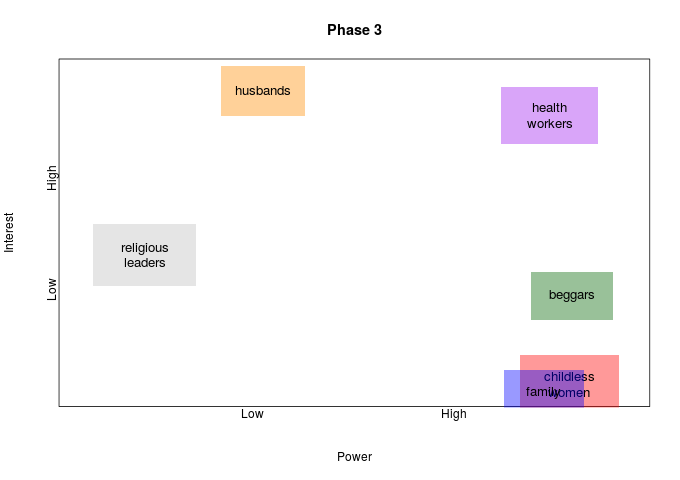 Phase 3
husbands
health
workers
High
Interest
religious
leaders
Low
beggars
childless
women
family
Low
High
Power